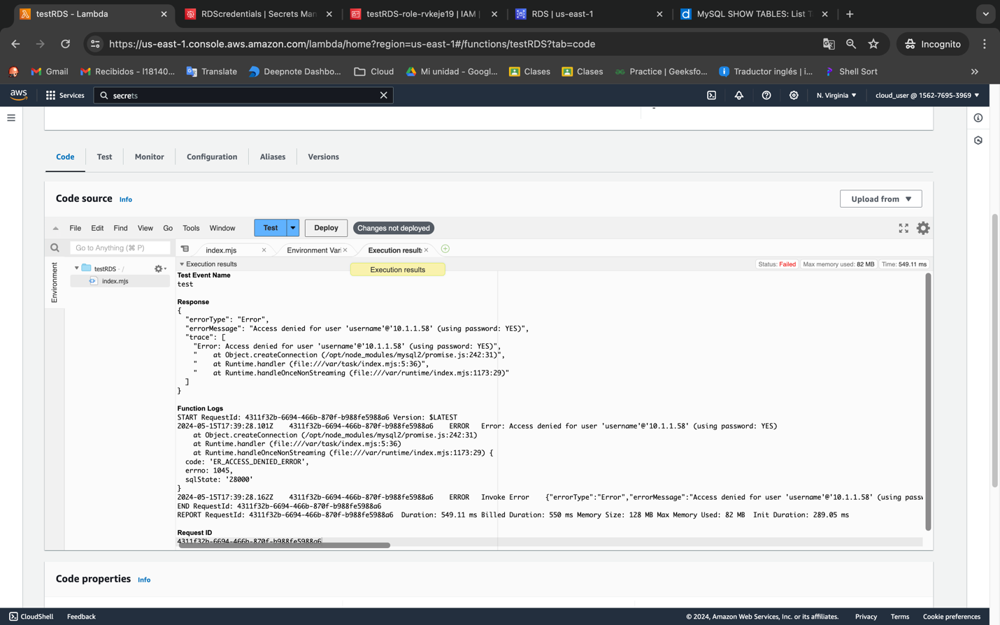 testRDS - Lambda
RDScredentials | Secrets Man
testRDS-role-rvkeje19 | IAM |
RDS | us-east-1
MySQL SHOW TABLES: List T
https://us-east-1.console.aws.amazon.com/lambda/home?region=us-east-1#/functions/testRDS?tab=code
Incognito
Gmail
Recibidos - l18140...
Translate
Deepnote Dashbo...
Cloud
Mi unidad - Googl...
Clases
Clases
Practice | Geeksfo...
Traductor inglés | i...
Shell Sort
»
aws
Services
secrets
N. Virginia
cloud_user @ 1562-7695-3969
-
Code
Test
Monitor
Configuration
Aliases
Versions
Code source
Info
Upload from
File
Edit
Find
View
Go
Tools
Window
Test
Deploy
Changes not deployed
Go to Anything (⌘ P)
index.mjs
Environment Vari
Execution results
Environment
testRDS - /
index.mjs
Execution results
Execution results
Status: Failed
Max memory used: 82 MB
Time: 549.11 ms
Test Event Name
test
Response
{
"errorType": "Error",
"errorMessage": "Access denied for user 'username'@'10.1.1.58' (using password: YES)",
"trace": [
"Error: Access denied for user 'username'@'10.1.1.58' (using password: YES)",
"    at Object.createConnection (/opt/node_modules/mysql2/promise.js:242:31)",
"    at Runtime.handler (file:///var/task/index.mjs:5:36)",
"    at Runtime.handleOnceNonStreaming (file:///var/runtime/index.mjs:1173:29)"
]
}
Function Logs
START RequestId: 4311f32b-6694-466b-870f-b988fe5988a6 Version: $LATEST
2024-05-15T17:39:28.101Z    4311f32b-6694-466b-870f-b988fe5988a6    ERROR   Error: Access denied for user 'username'@'10.1.1.58' (using password: YES)
at Object.createConnection (/opt/node_modules/mysql2/promise.js:242:31)
at Runtime.handler (file:///var/task/index.mjs:5:36)
at Runtime.handleOnceNonStreaming (file:///var/runtime/index.mjs:1173:29) {
code: 'ER_ACCESS_DENIED_ERROR',
errno: 1045,
sqlState: '28000'
}
2024-05-15T17:39:28.162Z    4311f32b-6694-466b-870f-b988fe5988a6    ERROR   Invoke Error    {"errorType":"Error","errorMessage":"Access denied for user 'username'@'10.1.1.58' (using passw
END RequestId: 4311f32b-6694-466b-870f-b988fe5988a6
REPORT RequestId: 4311f32b-6694-466b-870f-b988fe5988a6  Duration: 549.11 ms Billed Duration: 550 ms Memory Size: 128 MB Max Memory Used: 82 MB  Init Duration: 289.05 ms
Request ID
4311f32b-6694-466b-870f-b988fe5988a6
Code properties
Info
CloudShell
Feedback
© 2024, Amazon Web Services, Inc. or its affiliates.
Privacy
Terms
Cookie preferences